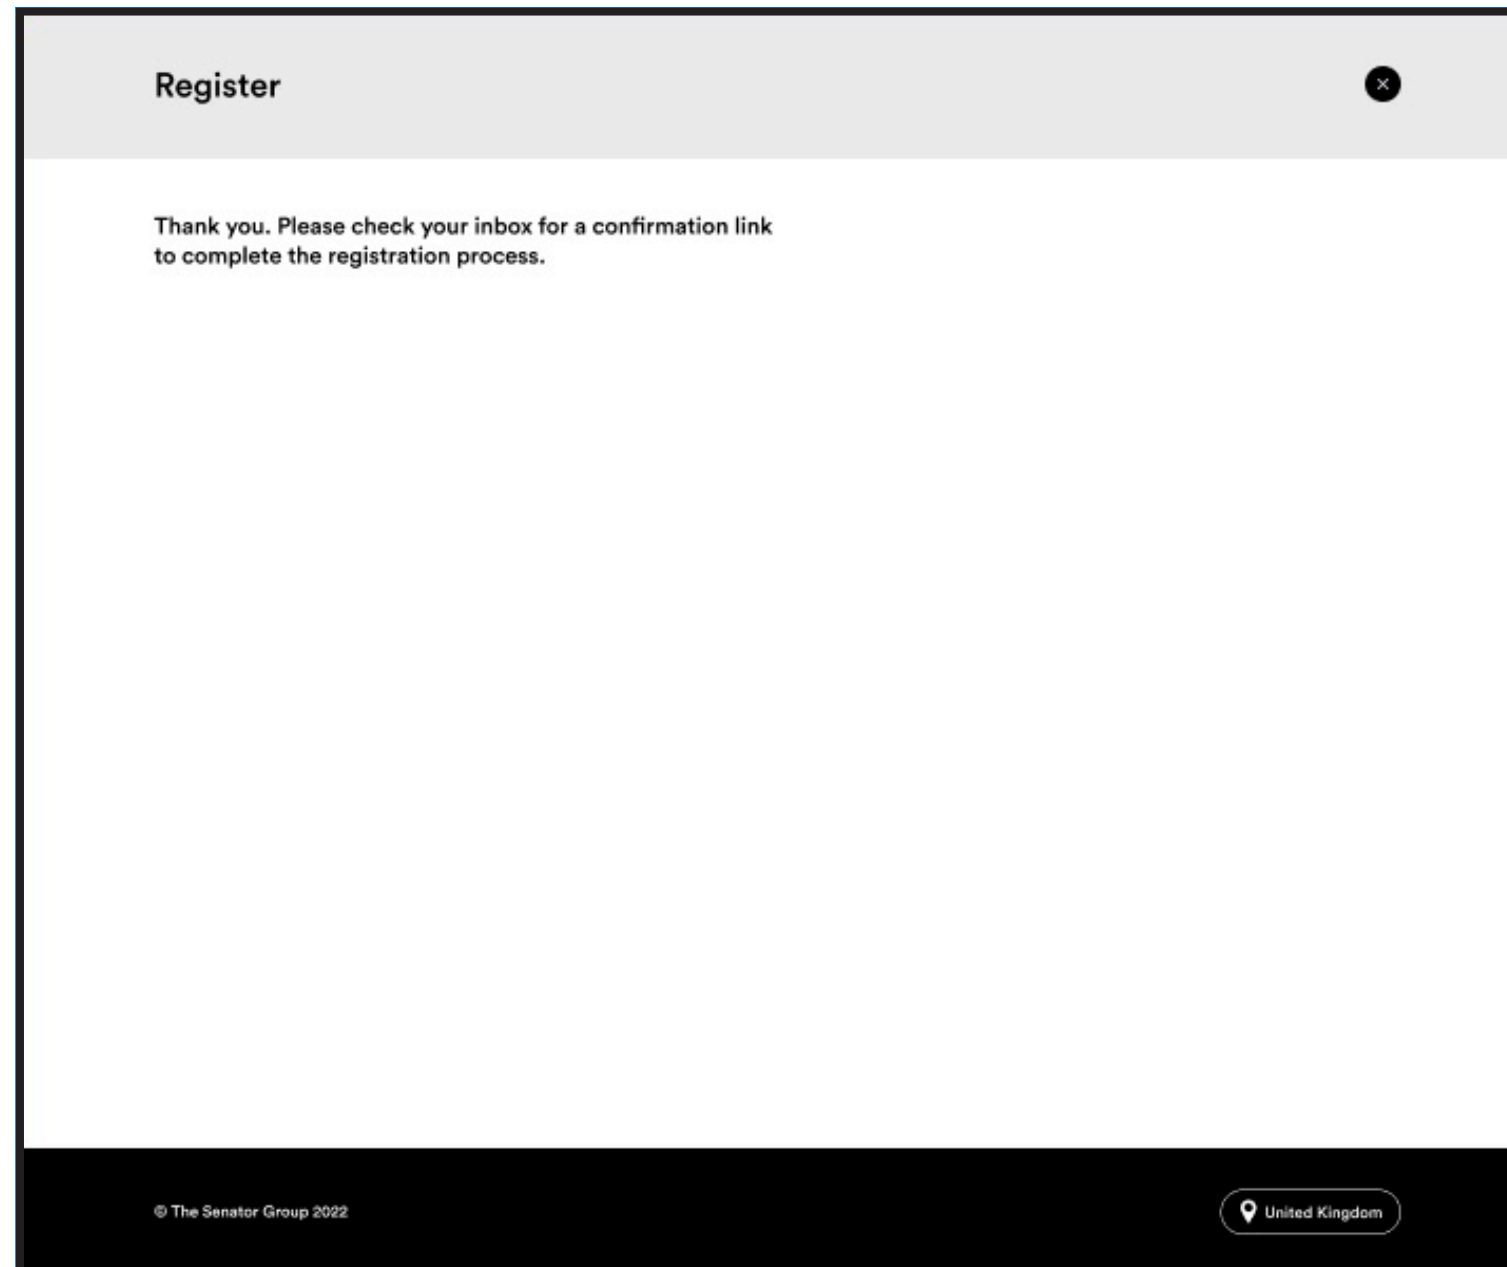 Register
Thank you. Please check your inbox for a confirmation link
to complete the registration process.
© The Senator Group 2022
United Kingdom